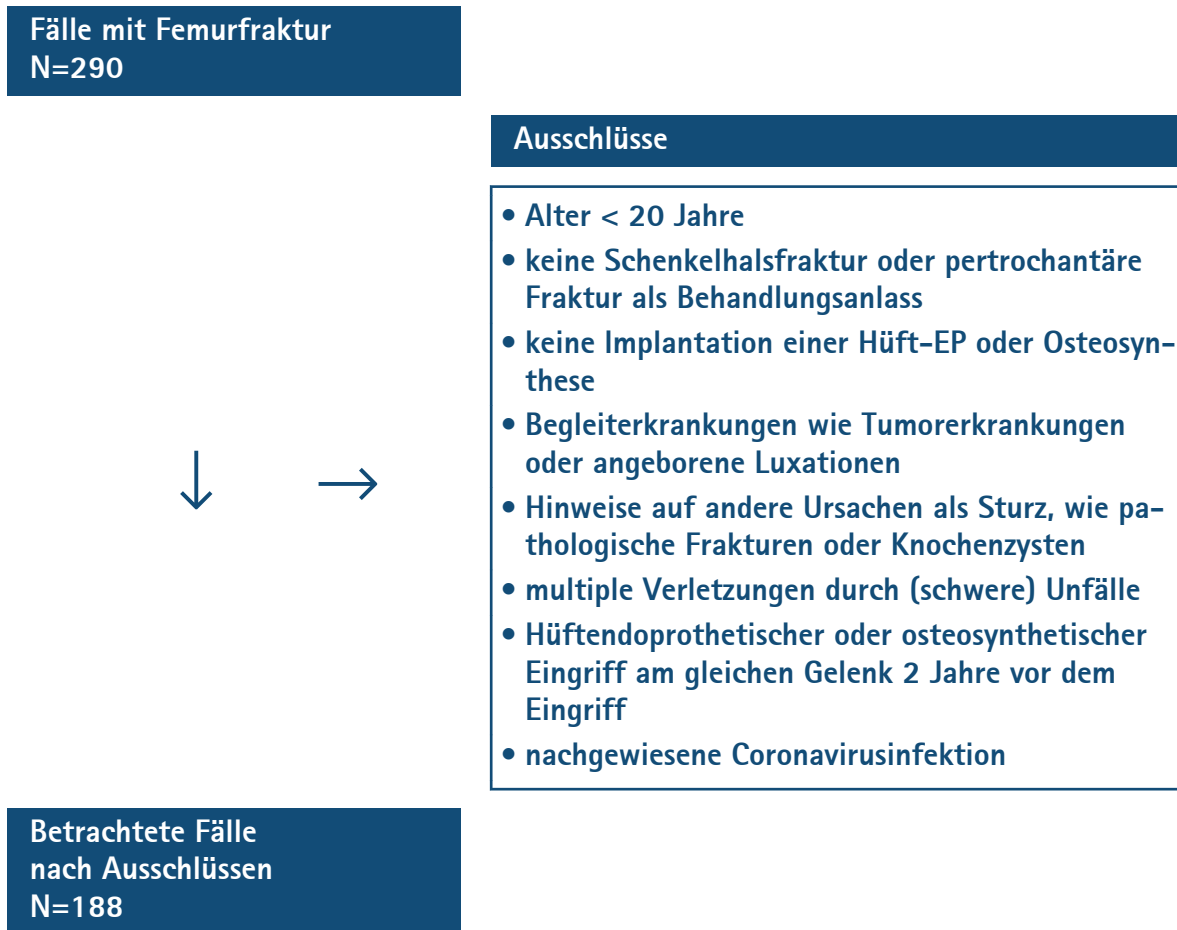 Fälle mit Femurfraktur
N=290
Ausschlüsse
• Alter < 20 Jahre
• keine Schenkelhalsfraktur oder pertrochantäre
Fraktur als Behandlungsanlass
• keine Implantation einer Hüft-EP oder Osteosyn-
these
• Begleiterkrankungen wie Tumorerkrankungen
oder angeborene Luxationen
• Hinweise auf andere Ursachen als Sturz, wie pa-
thologische Frakturen oder Knochenzysten
• multiple Verletzungen durch (schwere) Unfälle
• Hüftendoprothetischer oder osteosynthetischer
Eingriff am gleichen Gelenk 2 Jahre vor dem
Eingriff
• nachgewiesene Coronavirusinfektion
Betrachtete Fälle
nach Ausschlüssen
N=188